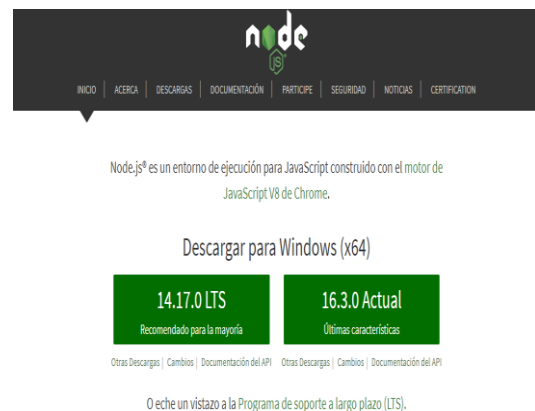 node
JS
INICIO | ACERCA | DESCARGAS | DOCUMENTACIÓN | PARTICIPE | SEGURIDAD | NOTICIAS | CERTIFICATION
Node.js® es un entorno de ejecución para JavaScript construido con el motor de
JavaScript V8 de Chrome.
Descargar para Windows (x64)
14.17.0 LTS
Recomendado para la mayoría
Otras Descargas | Cambios | Documentación del API
16.3.0 Actual
Últimas características
Otras Descargas | Cambios | Documentación del API
O eche un vistazo a la Programa de soporte a largo plazo (LTS).